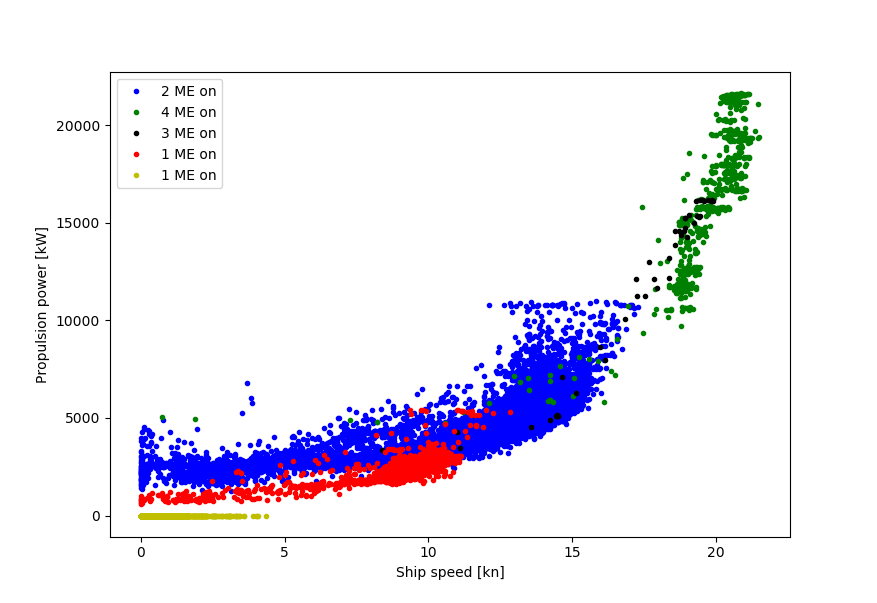 2 ME on
4 ME on
3 ME on
1 ME on
1 ME on
20000
15000
10000
5000
0
Propulsion power [kW]
0 5 10 15 20
Ship speed [kn]